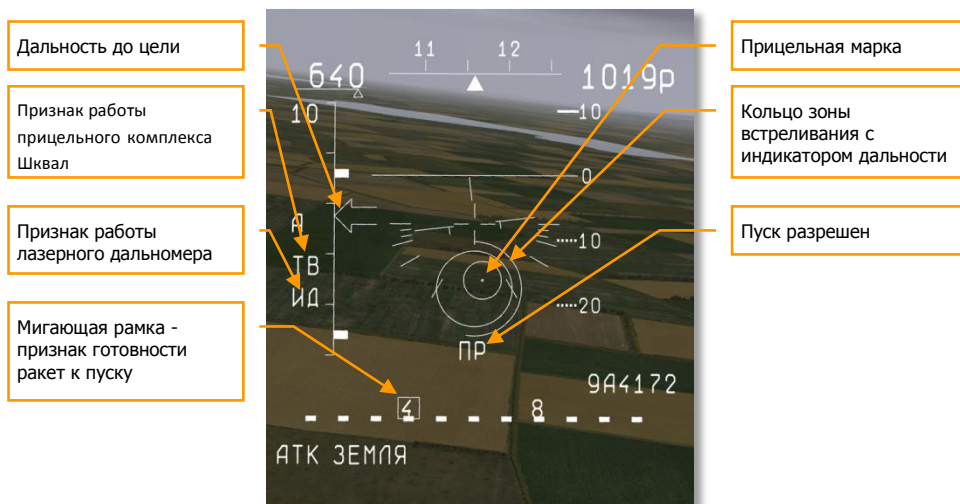 Дальность до цели
Признак работы
прицельного комплекса
Шквал
Признак работы
лазерного дальномера
Мигающая рамка -
признак готовности
ракет к пуску
11 12
640 1019р
10
10
0
А
10
ТВ
ИД
20
ПР
9А4172
4 8
АТК ЗЕМЛЯ
Прицельная марка
Кольцо зоны
встреливания с
индикатором дальности
Пуск разрешен